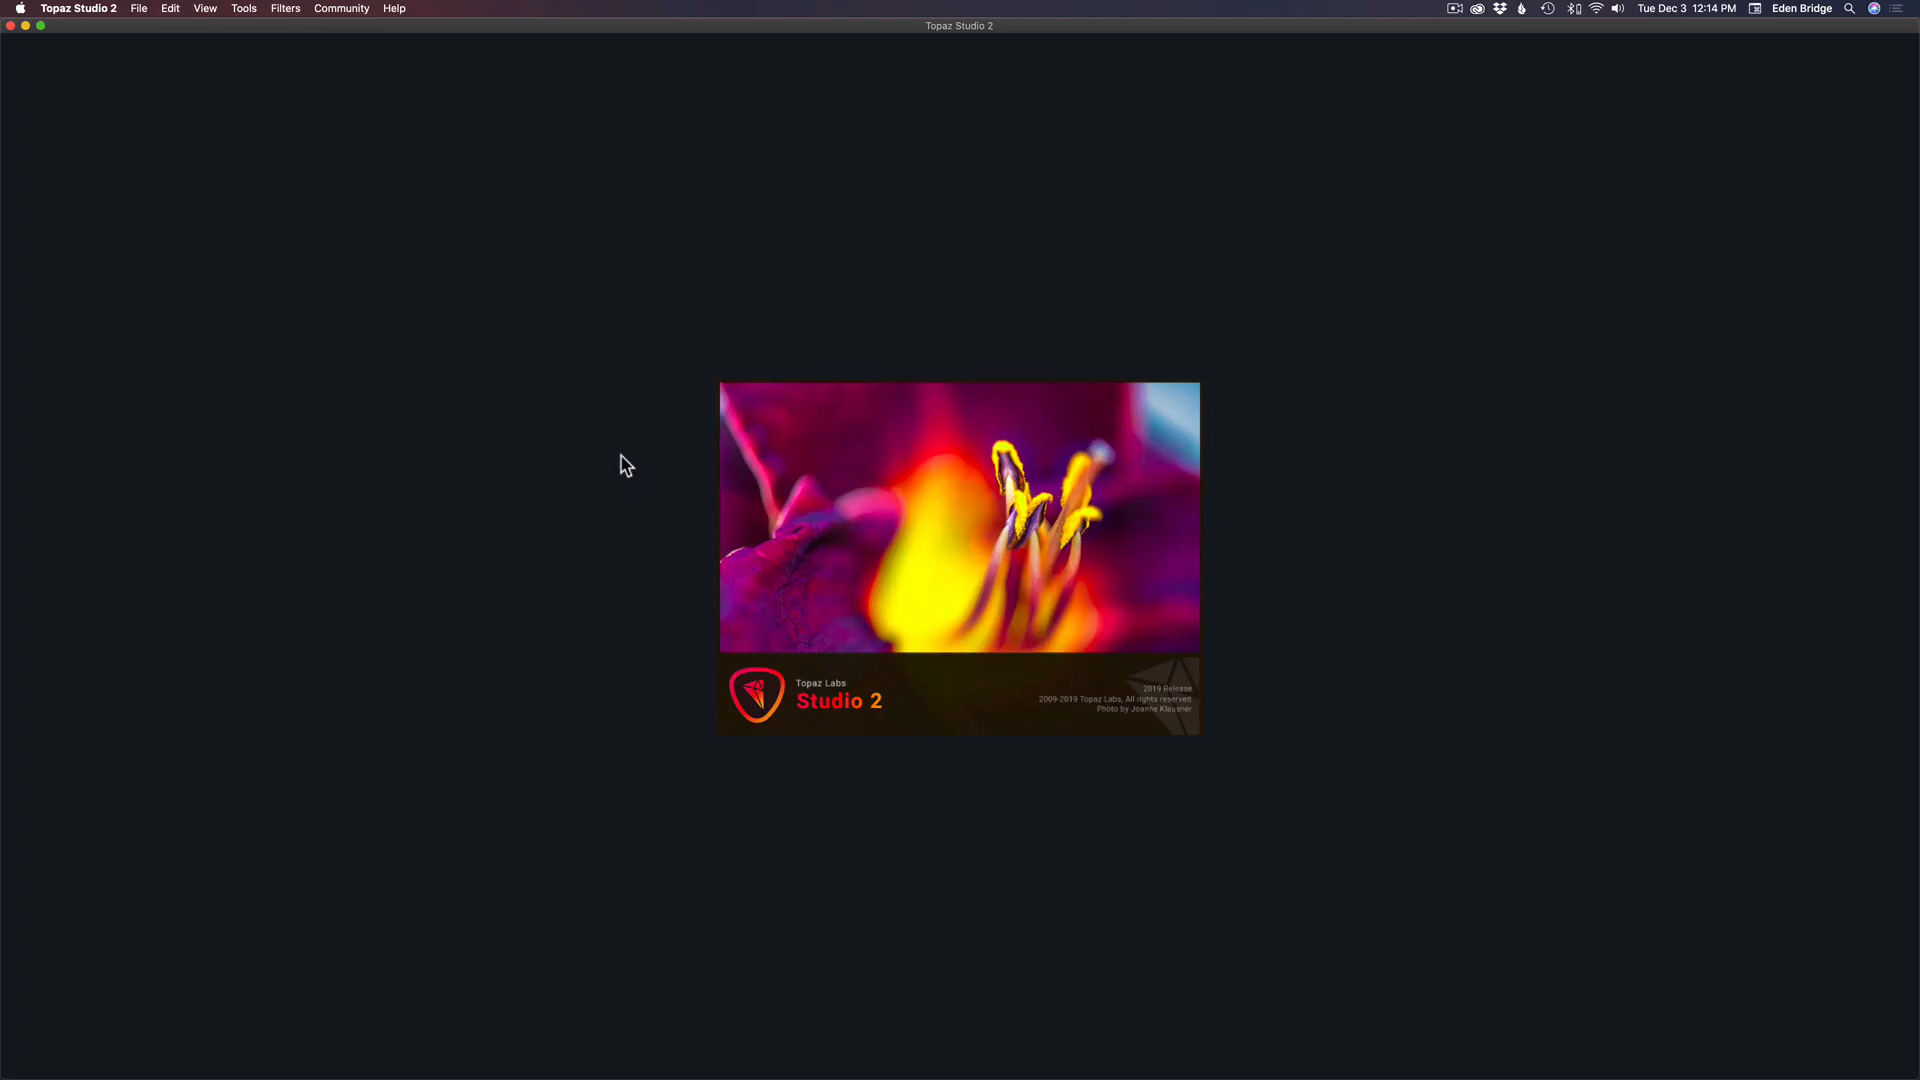 Topaz Studio 2 File Edit View Tools Filters Community Help Tue Dec 3 12:14 PM Eden Bridge
Topaz Studio 2
Topaz Labs
Studio 2
2019 Release
2009-2019 Topaz Labs, All rights reserved
Photo by Joanne Klausner